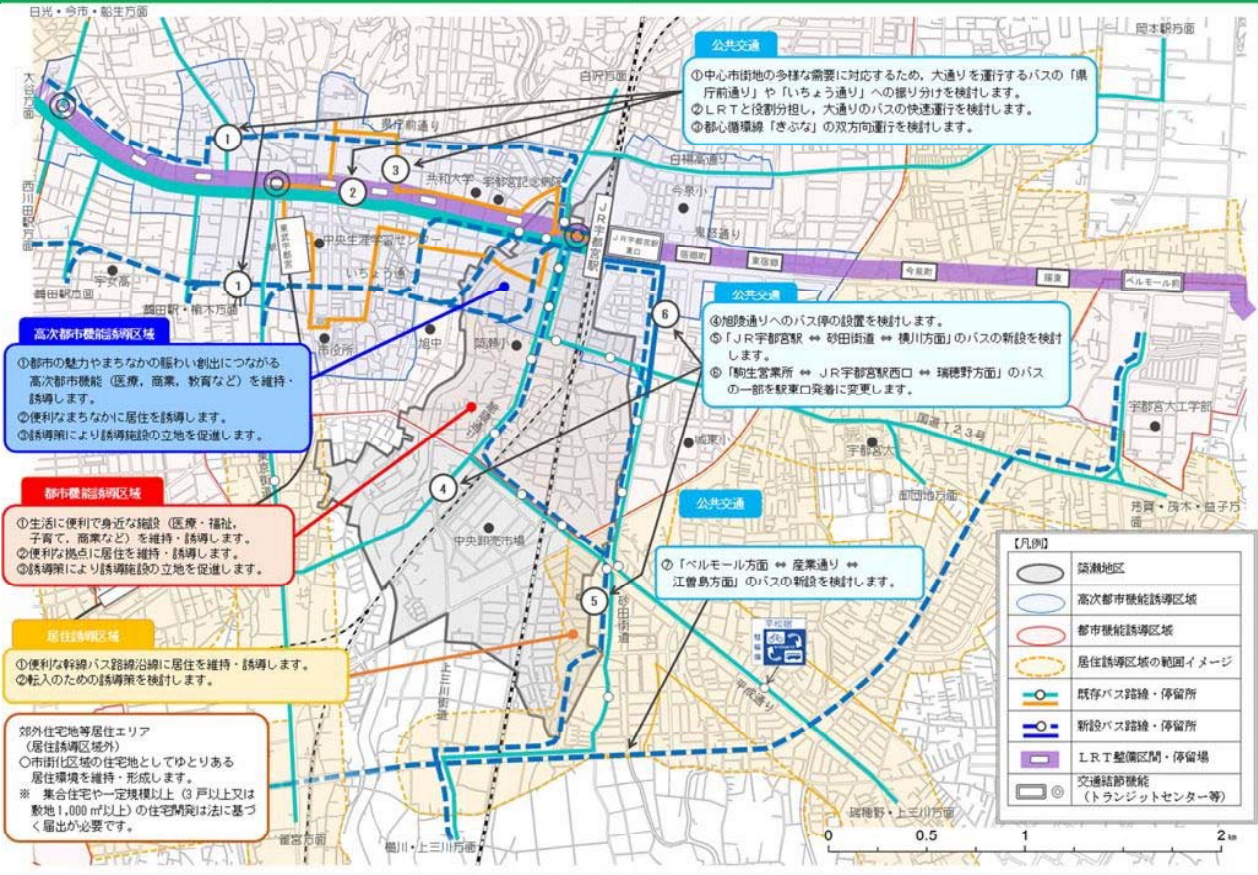 日光・今市・船生方面
岡本駅方面
大谷方面
白沢方面
公共交通
①中心市街地の多様な需要に対応するため，大通りを運行するバスの「県
庁前通り」や「いちょう通り」への振り分けを検討します。
②ＬＲＴと役割分担し，大通りのバスの快速運行を検討します。
③都心循環線「きぶな」の双方向運行を検討します。
県庁前通り
1
2
3
共和大学
宇都宮記念病院
白楊高通り
今泉小
鬼怒通り
西川田駅方面
東武宇都宮
中央生涯学習センター
いちょう通
ＪＲ宇都宮駅
ＪＲ宇都宮駅
東口
宿郷町
東宿郷
今泉町
陽東
ベルモール前
宇女高
鶴田駅方面
鶴田駅・楡木方面
1
市役所
旭中
簗瀬小
6
公共交通
④旭陵通りへのバス停の設置を検討します。
⑤「ＪＲ宇都宮駅 ⇔ 砂田街道 ⇔ 横川方面」のバスの新設を検討
します。
⑥「駒生営業所 ⇔ ＪＲ宇都宮駅西口 ⇔ 瑞穂野方面」のバス
の一部を駅東口発着に変更します。
高次都市機能誘導区域
①都市の魅力やまちなかの賑わい創出につながる
高次都市機能（医療，商業，教育など）を維持・
誘導します。
②便利なまちなかに居住を誘導します。
③誘導策により誘導施設の立地を促進します。
旭陵通り
城東小
宇都宮大
国道１２３号
宇都宮大工学部
東京街道
都市機能誘導区域
①生活に便利で身近な施設（医療・福祉，
子育て，商業など）を維持・誘導します。
②便利な拠点に居住を維持・誘導します。
③誘導策により誘導施設の立地を促進します。
4
中央卸売市場
公共交通
⑦「ベルモール方面 ⇔ 産業通り ⇔
江曽島方面」のバスの新設を検討します。
芳賀・茂木・益子方
面
5
砂田街道
平松本町
平成通り
上三川街道
居住誘導区域
①便利な幹線バス路線沿線に居住を維持・誘導します。
②転入のための誘導策を検討します。
郊外住宅地等居住エリア
（居住誘導区域外）
○市街化区域の住宅地としてゆとりある
居住環境を維持・形成します。
※　集合住宅や一定規模以上（３戸以上又は
敷地1,000㎡以上）の住宅開発は法に基づ
く届出が必要です。
雀宮方面
横川・上三川方面
瑞穂野・上三川方面
【凡例】
簗瀬地区
高次都市機能誘導区域
都市機能誘導区域
居住誘導区域の範囲イメージ
既存バス路線・停留所
新設バス路線・停留所
ＬＲＴ整備区間・停留場
交通結節機能
（トランジットセンター等）
0 0.5 1 2 km